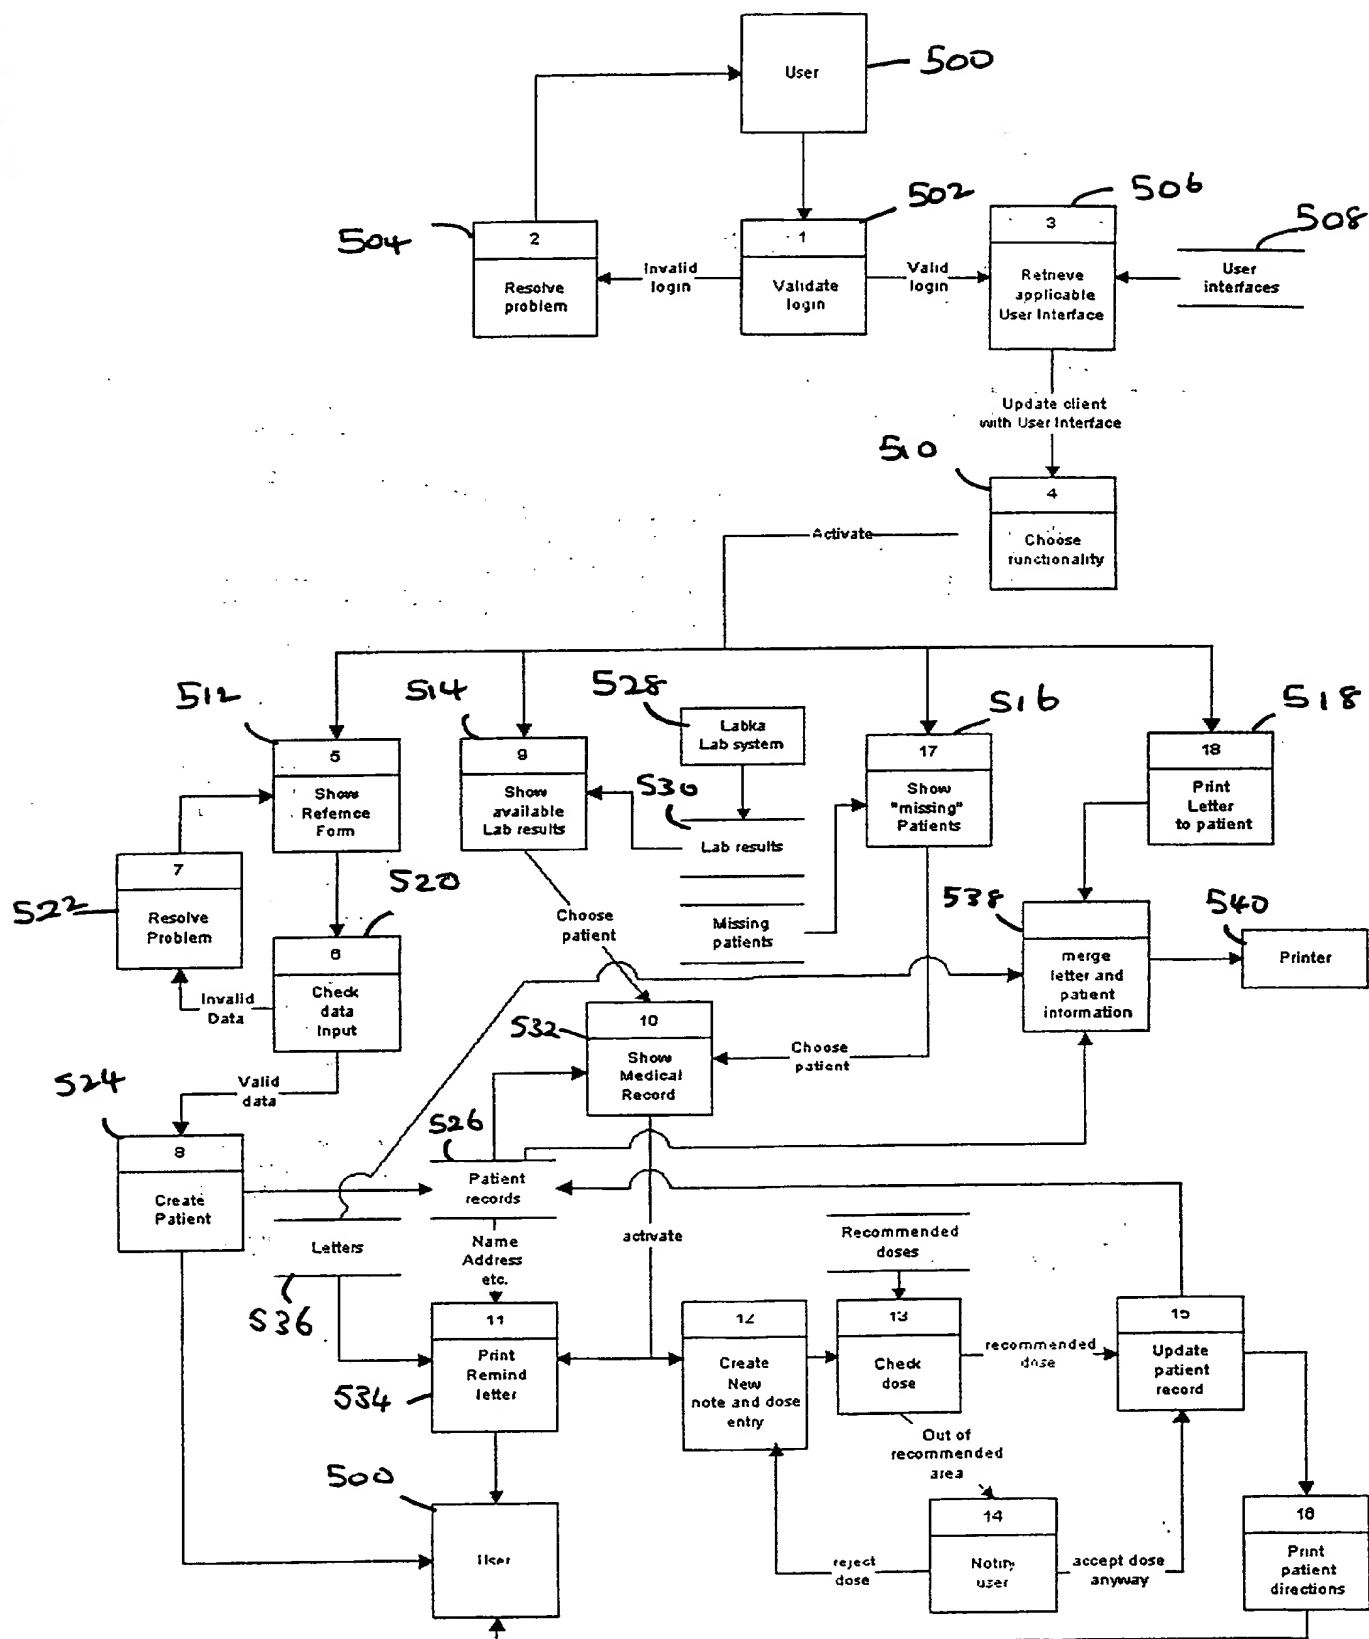 User
500
502
506
508
504
2
Resolve
problem
Invalid
login
1
Validate
login
Valid
login
3
Retrieve
applicable
User Interface
User
interfaces
Update client
with User Interface
510
4
Choose
functionality
Activate
512
514
528
516
518
5
Show
Refernce
Form
9
Show
available
Lab results
Labka
Lab system
530
Lab results
17
Show
"missing"
Patients
18
Print
Letter
to patient
7
Resolve
Problem
522
520
6
Check
data
Input
Invalid
Data
Choose
patient
Missing
patients
538
merge
letter and
patient
information
540
Printer
532
10
Show
Medical
Record
Choose
patient
Valid
data
524
8
Create
Patient
526
Patient
records
Letters
536
Name
Address
etc.
activate
Recommended
doses
11
Print
Remind
letter
534
12
Create
New
note and dose
entry
13
Check
dose
recommended
dose
15
Update
patient
record
Out of
recommended
area
500
User
14
Notify
user
reject
dose
accept dose
anyway
16
Print
patient
directions